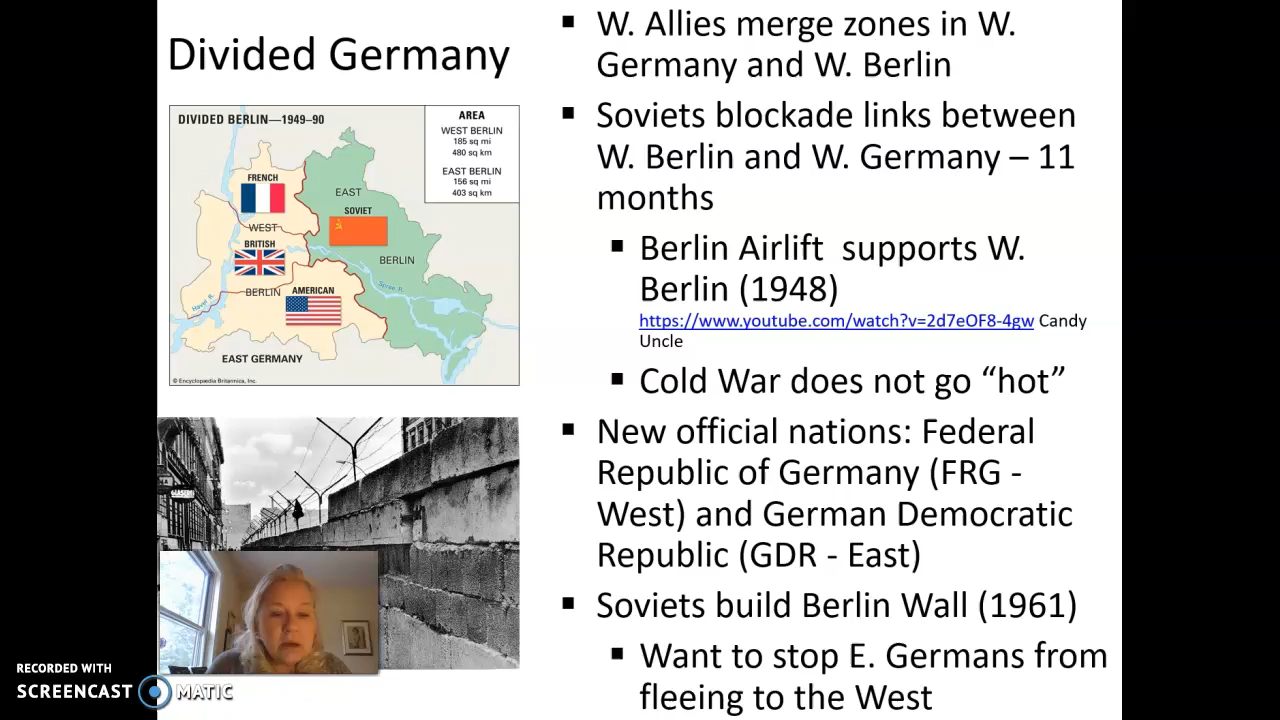 Divided Germany
DIVIDED BERLIN—1949–90
AREA
WEST BERLIN
185 sq mi
480 sq km
EAST BERLIN
156 sq mi
403 sq km
FRENCH
EAST
SOVIET
WEST
BRITISH
BERLIN
BERLIN
AMERICAN
Havel R.
Spree R.
EAST GERMANY
© Encyclopædia Britannica, Inc.
RECORDED WITH
SCREENCAST MATIC
▪ W. Allies merge zones in W.
Germany and W. Berlin
▪ Soviets blockade links between
W. Berlin and W. Germany – 11
months
▪ Berlin Airlift supports W.
Berlin (1948)
https://www.youtube.com/watch?v=2d7eOF8-4gw Candy
Uncle
▪ Cold War does not go “hot”
▪ New official nations: Federal
Republic of Germany (FRG -
West) and German Democratic
Republic (GDR - East)
▪ Soviets build Berlin Wall (1961)
▪ Want to stop E. Germans from
fleeing to the West